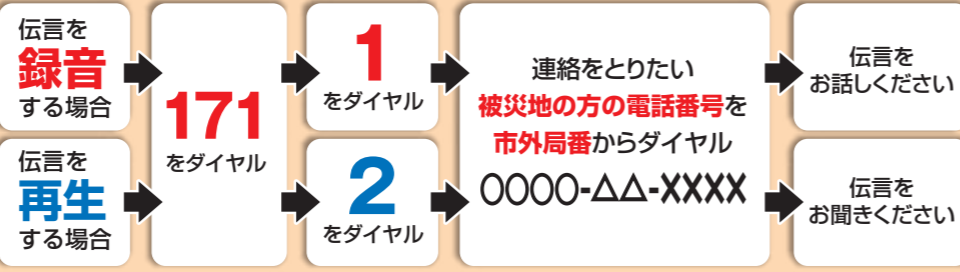 伝言を
録音
する場合
伝言を
再生
する場合
171
をダイヤル
1
をダイヤル
2
をダイヤル
連絡をとりたい
被災地の方の電話番号を
市外局番からダイヤル
○○○○-△△-XXXX
伝言を
お話しください
伝言を
お聞きください